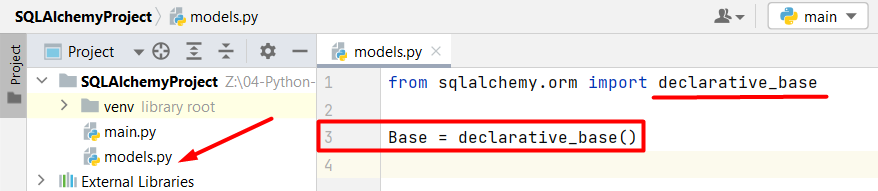 SQLAlchemyProject models.py main
Project
Project models.py
SQLAlchemyProject Z:\04-Python-
venv library root
main.py
models.py
External Libraries
1 from sqlalchemy.orm import declarative_base
2
3 Base = declarative_base()
4